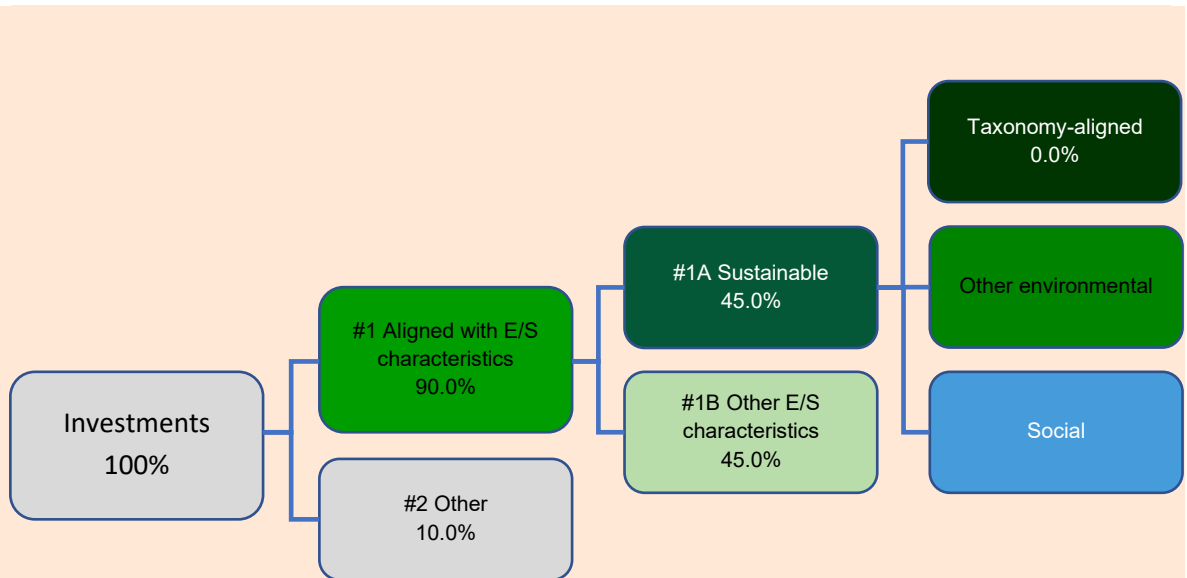 Investments
100%
#1 Aligned with E/S
characteristics
90.0%
#2 Other
10.0%
#1A Sustainable
45.0%
#1B Other E/S
characteristics
45.0%
Taxonomy-aligned
0.0%
Other environmental
Social